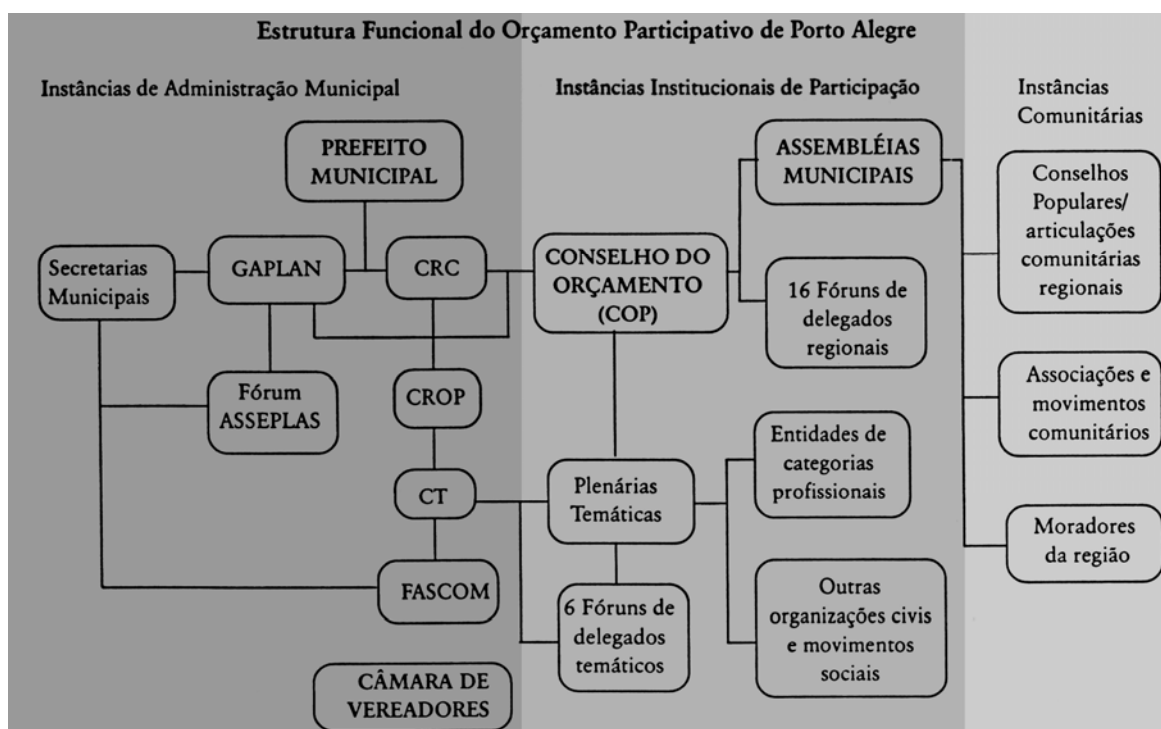 Estrutura Funcional do Orçamento Participativo de Porto Alegre
Instâncias de Administração Municipal
PREFEITO
MUNICIPAL
Secretarias
Municipais
GAPLAN
CRC
Fórum
ASSEPLAS
CROP
CT
FASCOM
CÂMARA DE
VEREADORES
Instâncias Institucionais de Participação
ASSEMBLÉIAS
MUNICIPAIS
CONSELHO DO
ORÇAMENTO
(COP)
16 Fóruns de
delegados
regionais
Plenárias
Temáticas
Entidades de
categorias
profissionais
6 Fóruns de
delegados
temáticos
Outras
organizações civis
e movimentos
sociais
Instâncias
Comunitárias
Conselhos
Populares/
articulações
comunitárias
regionais
Associações e
movimentos
comunitários
Moradores
da região